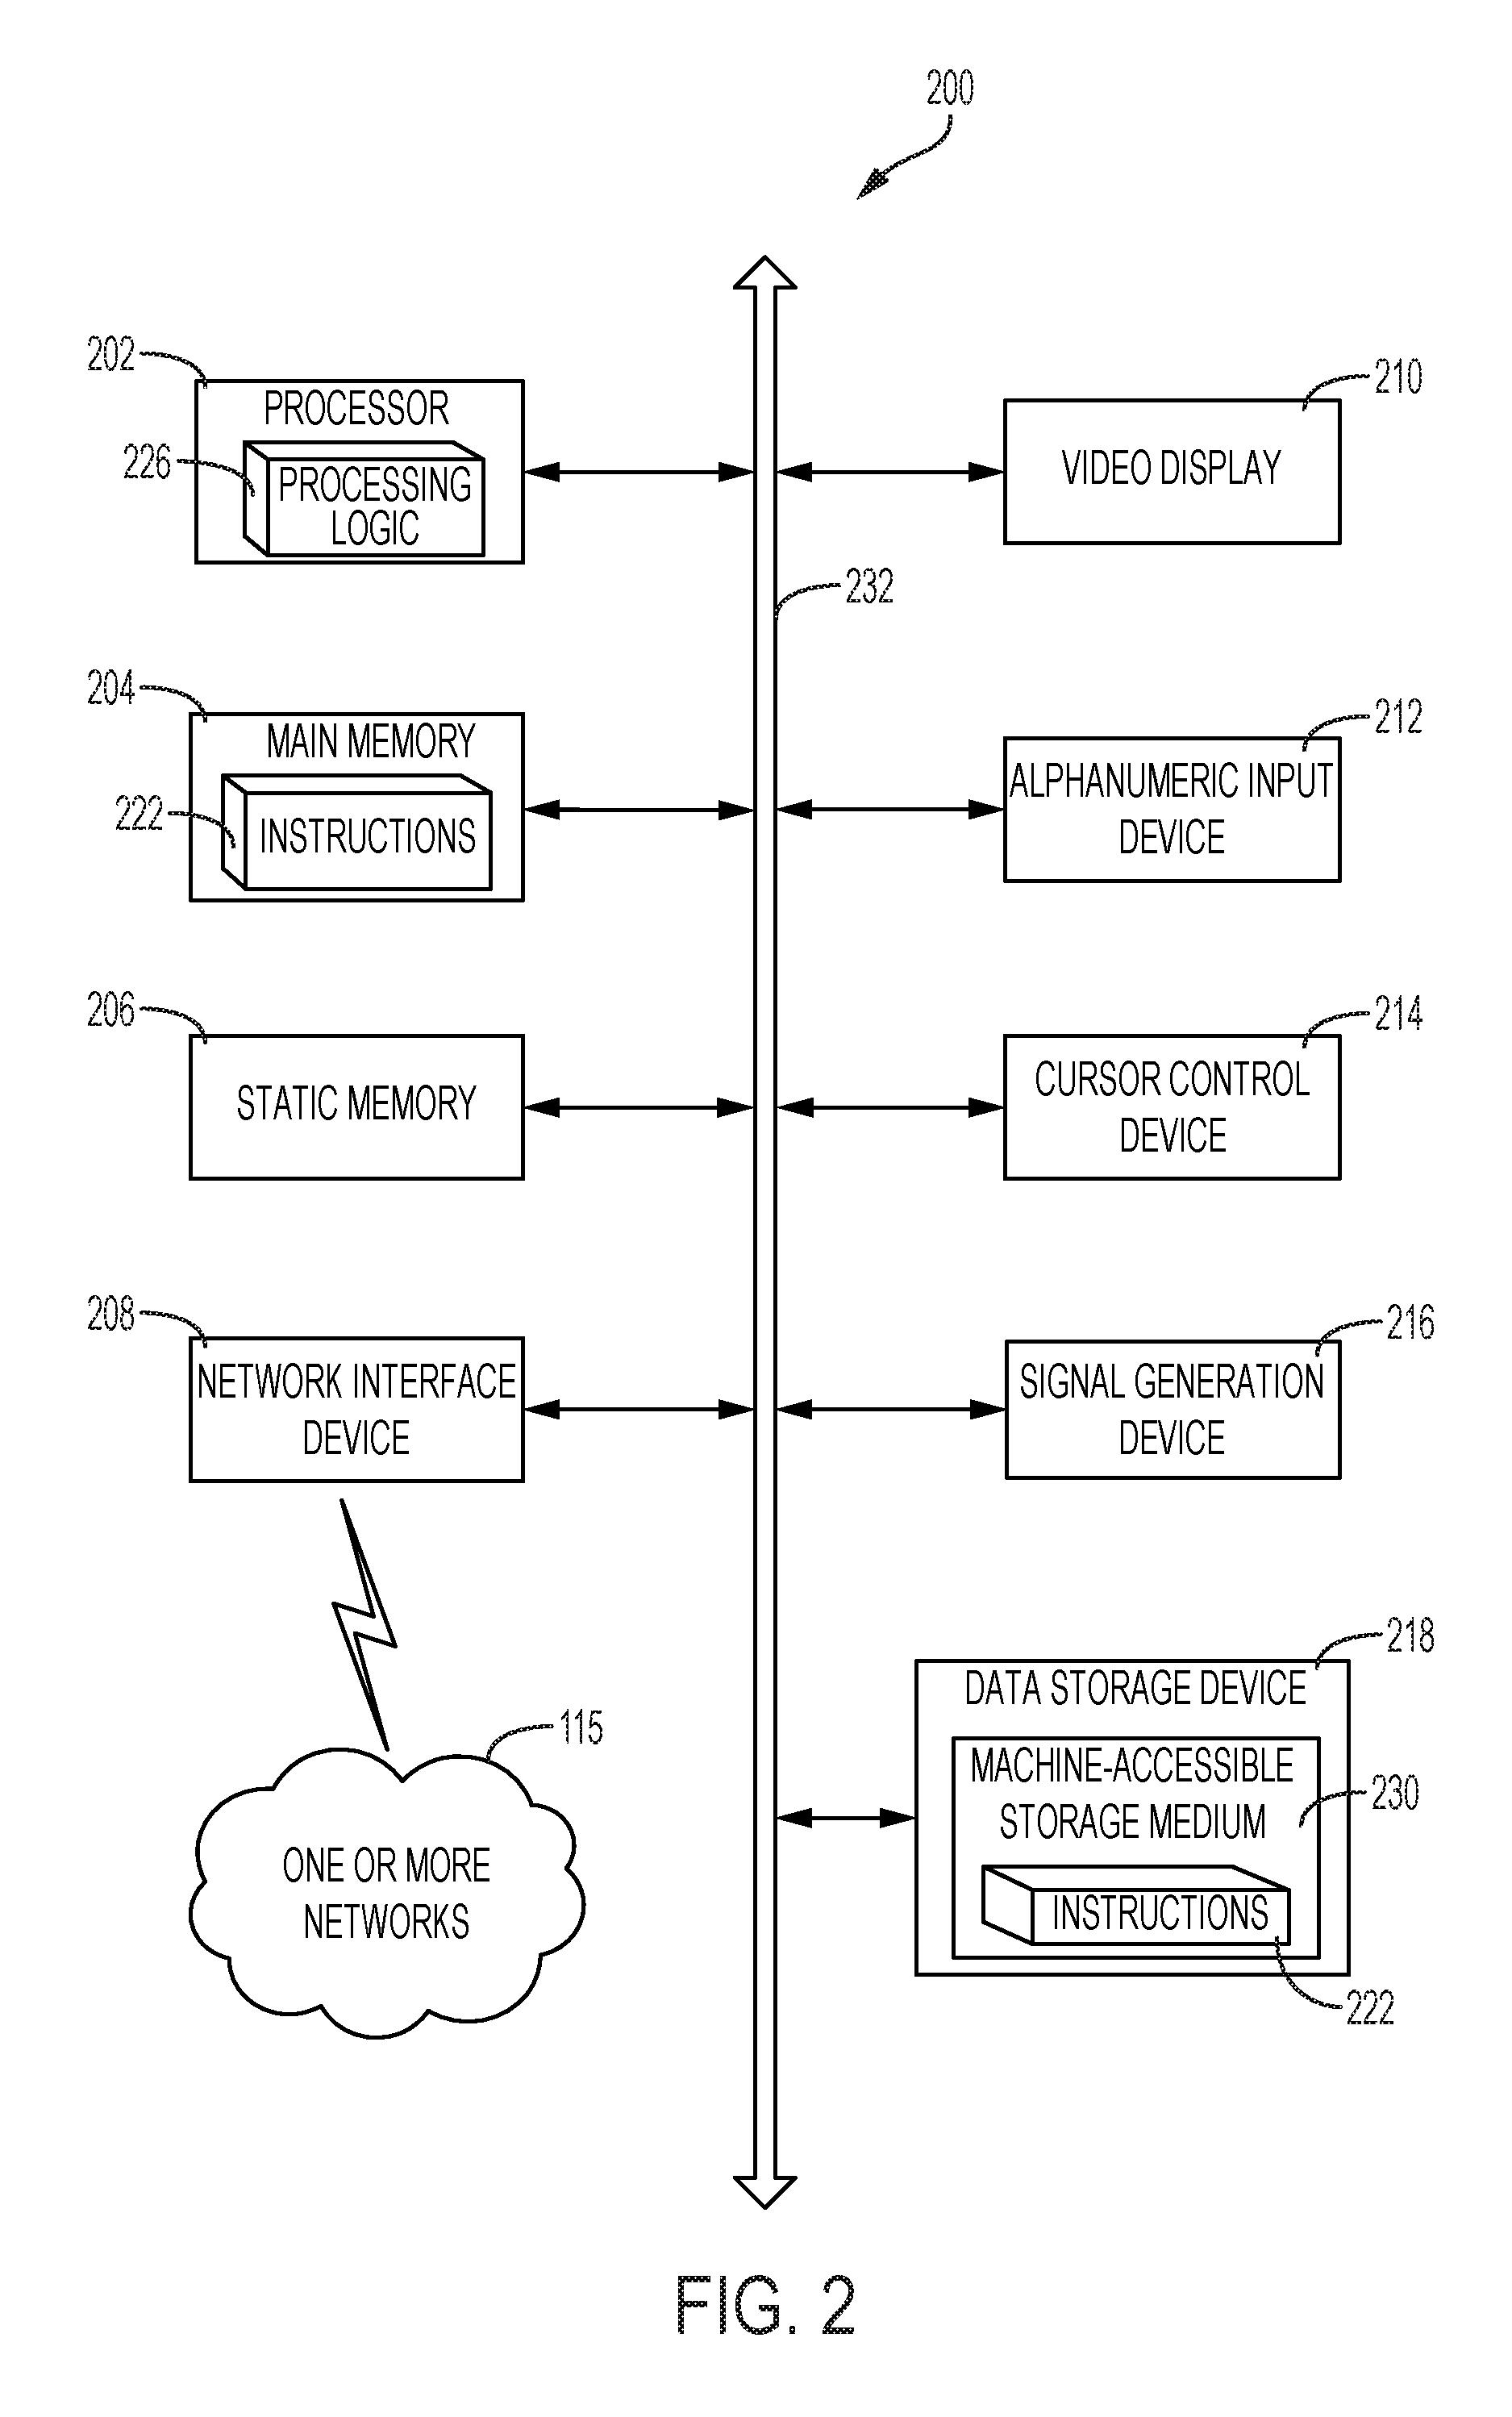 200
202
PROCESSOR
226
PROCESSING
LOGIC
210
VIDEO DISPLAY
232
204
MAIN MEMORY
222
INSTRUCTIONS
212
ALPHANUMERIC INPUT
DEVICE
206
STATIC MEMORY
214
CURSOR CONTROL
DEVICE
208
NETWORK INTERFACE
DEVICE
216
SIGNAL GENERATION
DEVICE
115
ONE OR MORE
NETWORKS
218
DATA STORAGE DEVICE
MACHINE-ACCESSIBLE
STORAGE MEDIUM
230
INSTRUCTIONS
222
FIG. 2